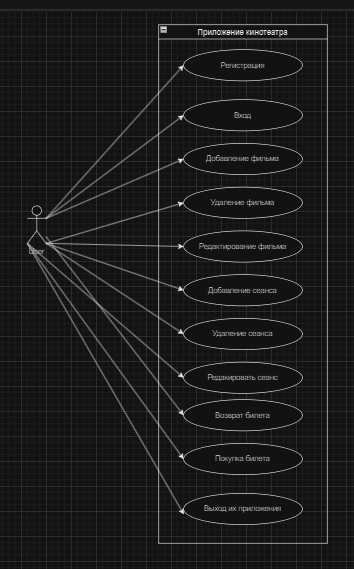 Приложение кинотеатра
Регистрация
Вход
Добавление фильма
Удаление фильма
User
Редактирование фильма
Добавление сеанса
Удаление сеанса
Редакировать сеанс
Возврат билета
Покупка билета
Выход их приложения